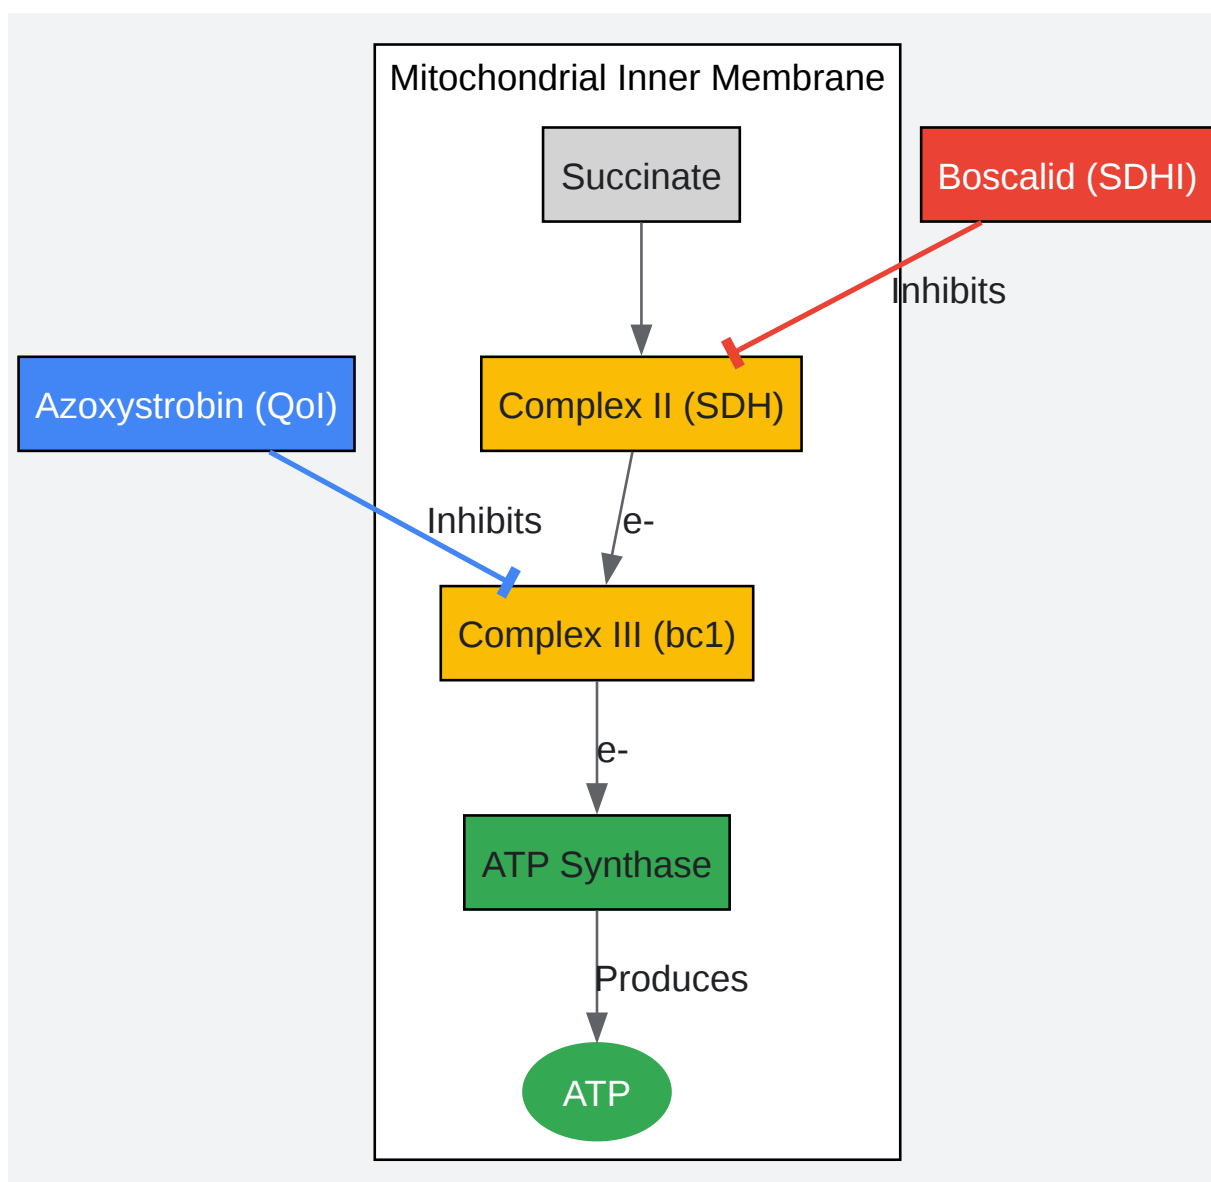 Mitochondrial Inner Membrane
Succinate
Boscalid (SDHI)
Inhibits
Azoxystrobin (QoI)
Complex II (SDH)
Inhibits
e-
Complex III (bc1)
e-
ATP Synthase
Produces
ATP